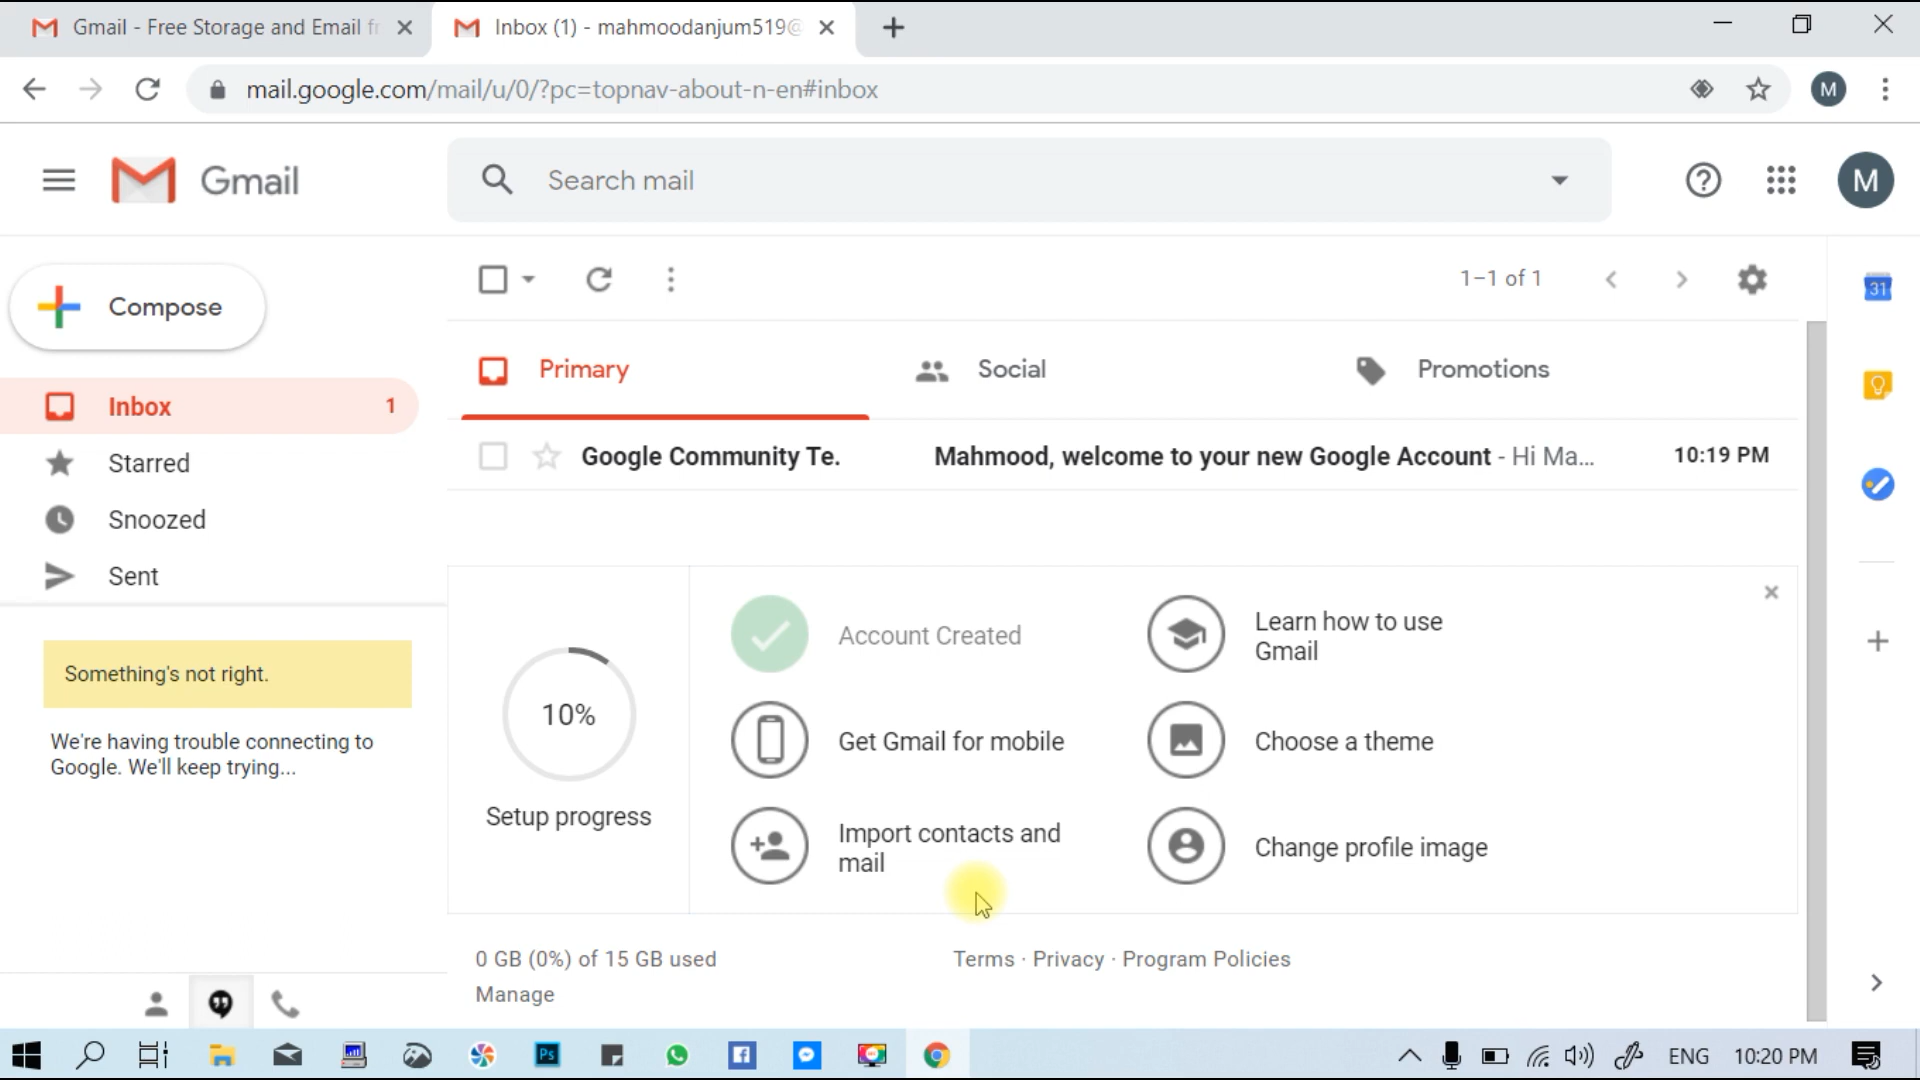 Gmail - Free Storage and Email fr
Inbox (1) - mahmoodanjum519@
mail.google.com/mail/u/0/?pc=topnav-about-n-en#inbox
M
Gmail
Search mail
M
Compose
1–1 of 1
31
Primary
Social
Promotions
Inbox
1
Starred
Snoozed
Sent
Google Community Te.
Mahmood, welcome to your new Google Account - Hi Ma...
10:19 PM
Something's not right.
We're having trouble connecting to
Google. We'll keep trying...
10%
Setup progress
Account Created
Learn how to use
Gmail
Get Gmail for mobile
Choose a theme
Import contacts and
mail
Change profile image
0 GB (0%) of 15 GB used
Manage
Terms · Privacy · Program Policies
Ps
ENG
10:20 PM